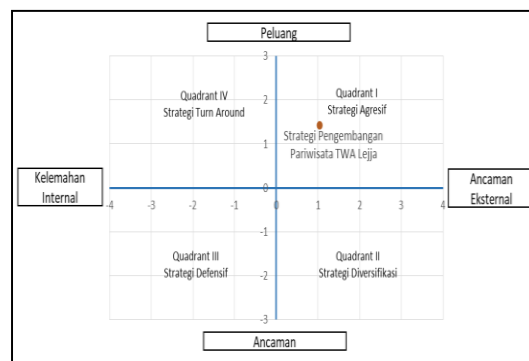 Peluang
3
Quadrant IV
Strategi Turn Around
2
Quadrant I
Strategi Agresif
1
Strategi Pengembangan
Pariwisata TWA Lejja
Kelemahan
Internal
0
Ancaman
Eksternal
-4 -3 -2 -1 0 1 2 3 4
-1
Quadrant III
Strategi Defensif
-2
Quadrant II
Strategi Diversifikasi
-3
Ancaman